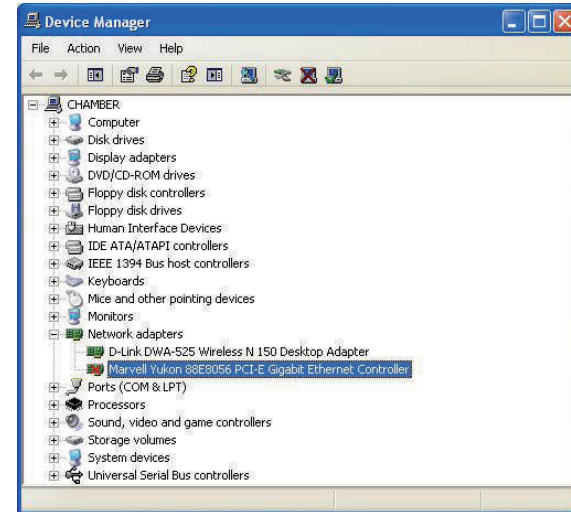 Device Manager
File Action View Help
CHAMBER
Computer
Disk drives
Display adapters
DVD/CD-ROM drives
Floppy disk controllers
Floppy disk drives
Human Interface Devices
IDE ATA/ATAPI controllers
IEEE 1394 Bus host controllers
Keyboards
Mice and other pointing devices
Monitors
Network adapters
D-Link DWA-525 Wireless N 150 Desktop Adapter
Marvell Yukon 88E8056 PCI-E Gigabit Ethernet Controller
Ports (COM & LPT)
Processors
Sound, video and game controllers
Storage volumes
System devices
Universal Serial Bus controllers